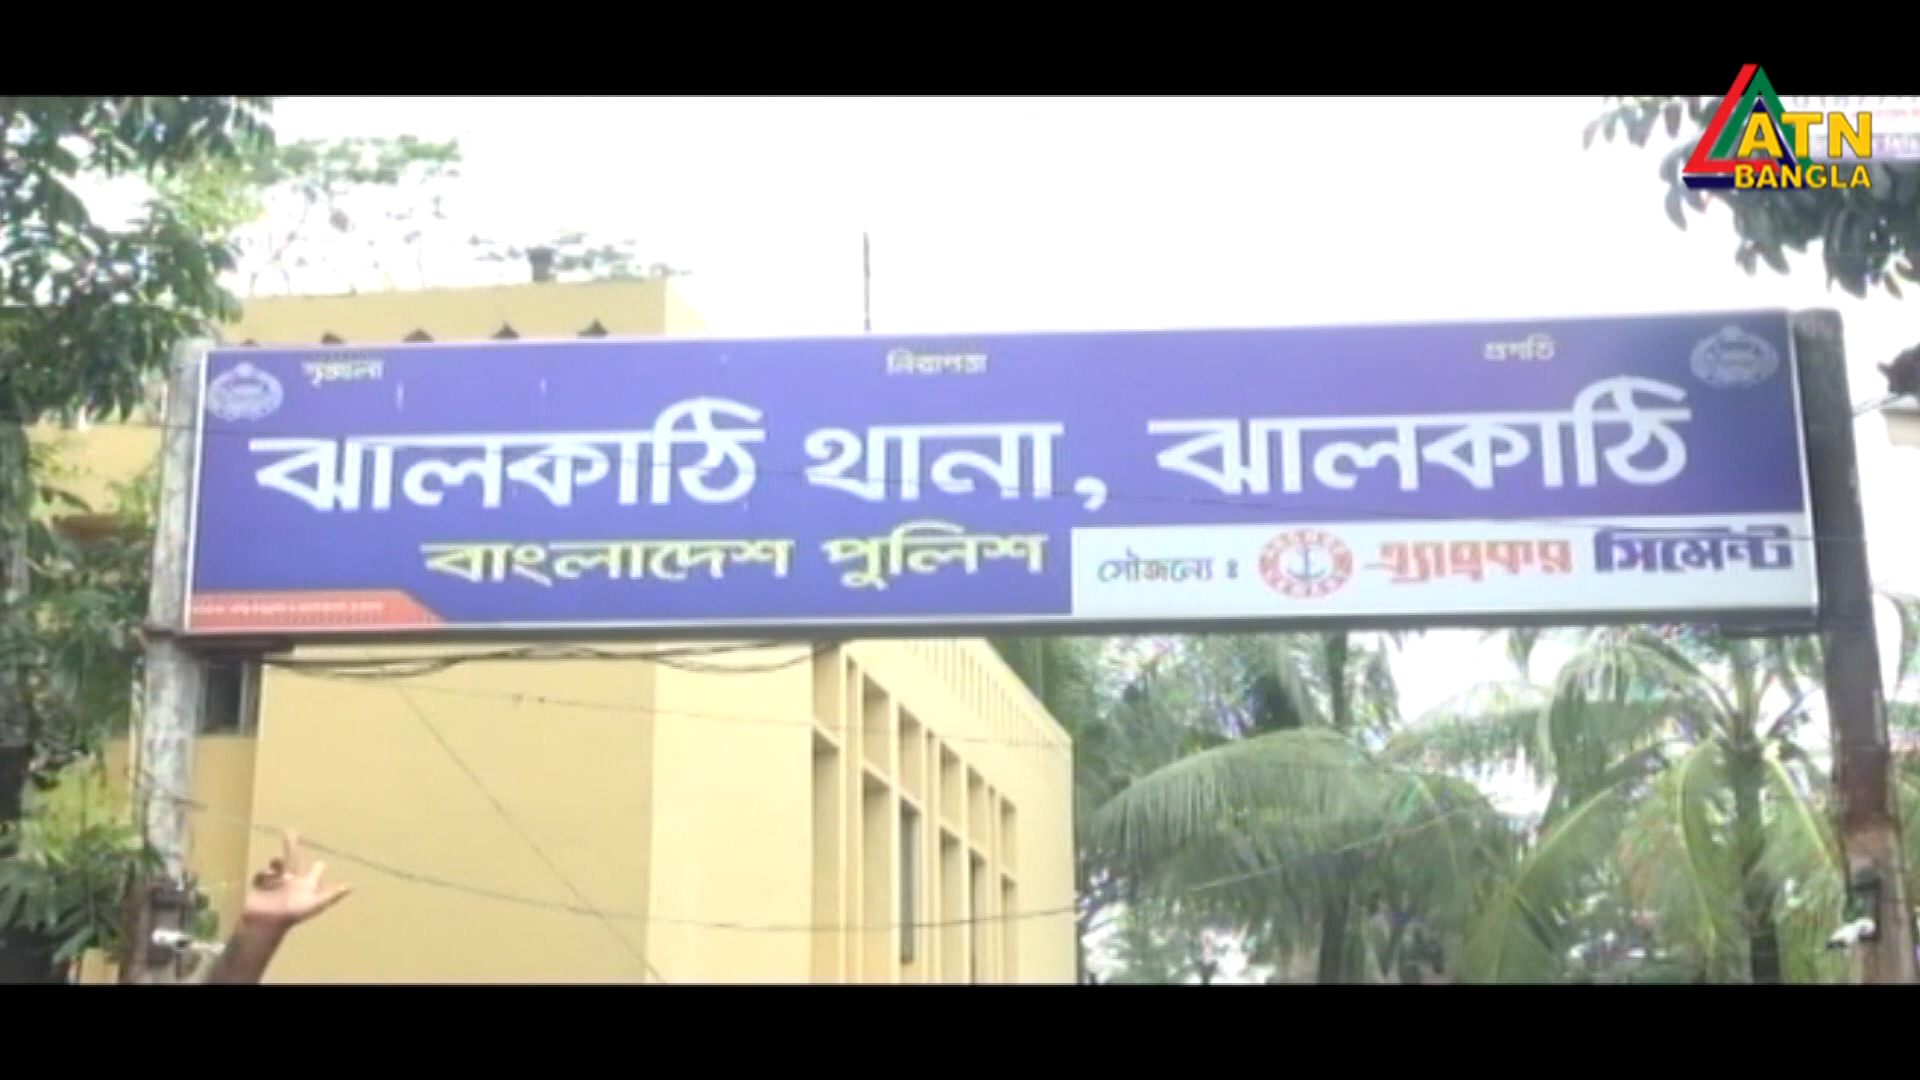 ATN
BANGLA
শৃঙ্খলা নিরাপত্তা প্রগতি
ঝালকাঠি থানা, ঝালকাঠি
বাংলাদেশ পুলিশ
সৌজন্যে ঃ এ্যাংকর সিমেন্ট